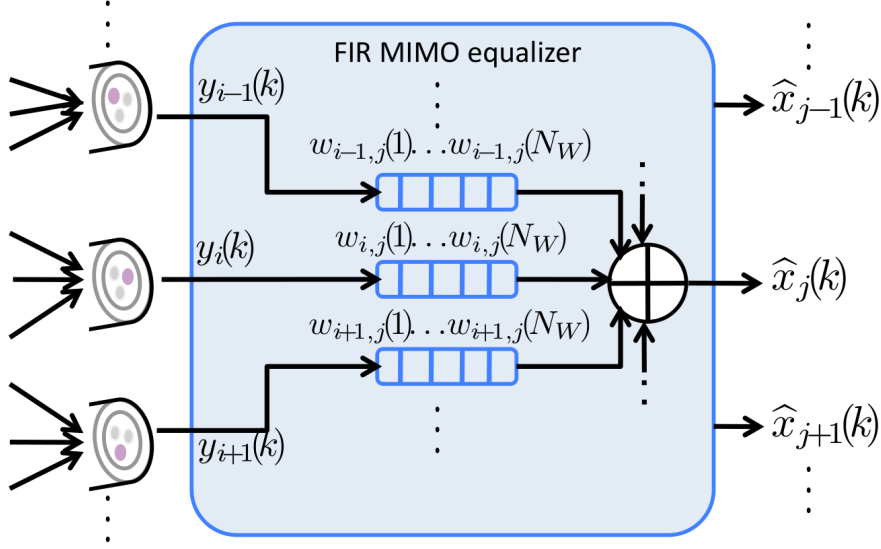 FIR MIMO equalizer
y_{i−1}(k)
x̂_{j−1}(k)
w_{i−1, j}(1)...w_{i−1, j}(N_W)
y_i(k)
w_{i, j}(1)...w_{i, j}(N_W)
x̂_j(k)
w_{i+1, j}(1)...w_{i+1, j}(N_W)
y_{i+1}(k)
x̂_{j+1}(k)